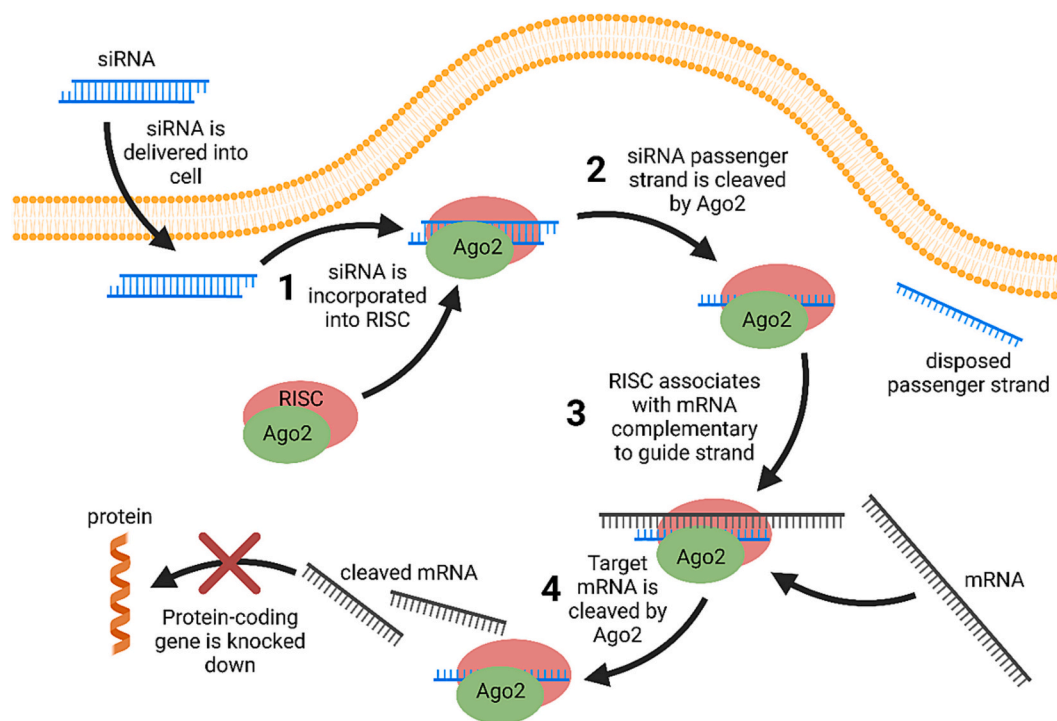 siRNA
siRNA is
delivered into
cell
1
siRNA is
incorporated
into RISC
RISC
Ago2
Ago2
2
siRNA passenger
strand is cleaved
by Ago2
Ago2
disposed
passenger strand
3
RISC associates
with mRNA
complementary
to guide strand
Ago2
mRNA
4
Target
mRNA is
cleaved by
Ago2
Ago2
cleaved mRNA
protein
Protein-coding
gene is knocked
down